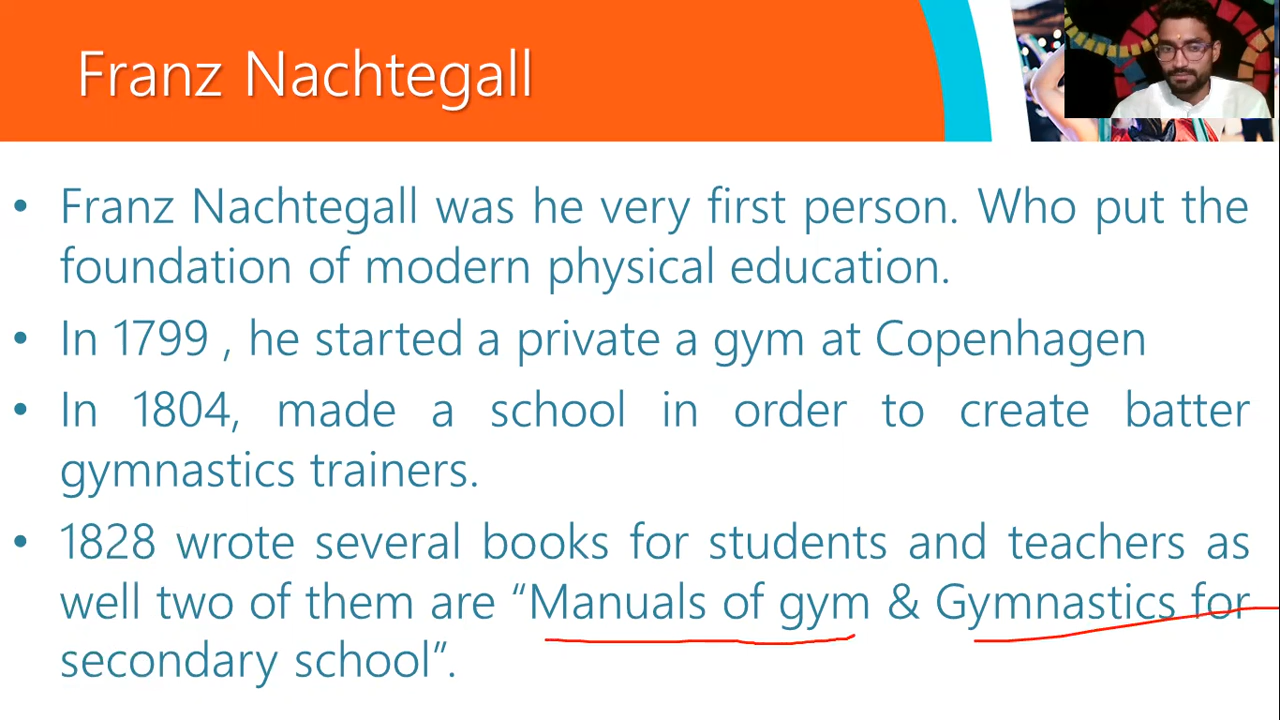 Franz Nachtegall
• Franz Nachtegall was he very first person. Who put the
foundation of modern physical education.
• In 1799 , he started a private a gym at Copenhagen
• In 1804, made a school in order to create batter
gymnastics trainers.
• 1828 wrote several books for students and teachers as
well two of them are “Manuals of gym & Gymnastics for
secondary school”.